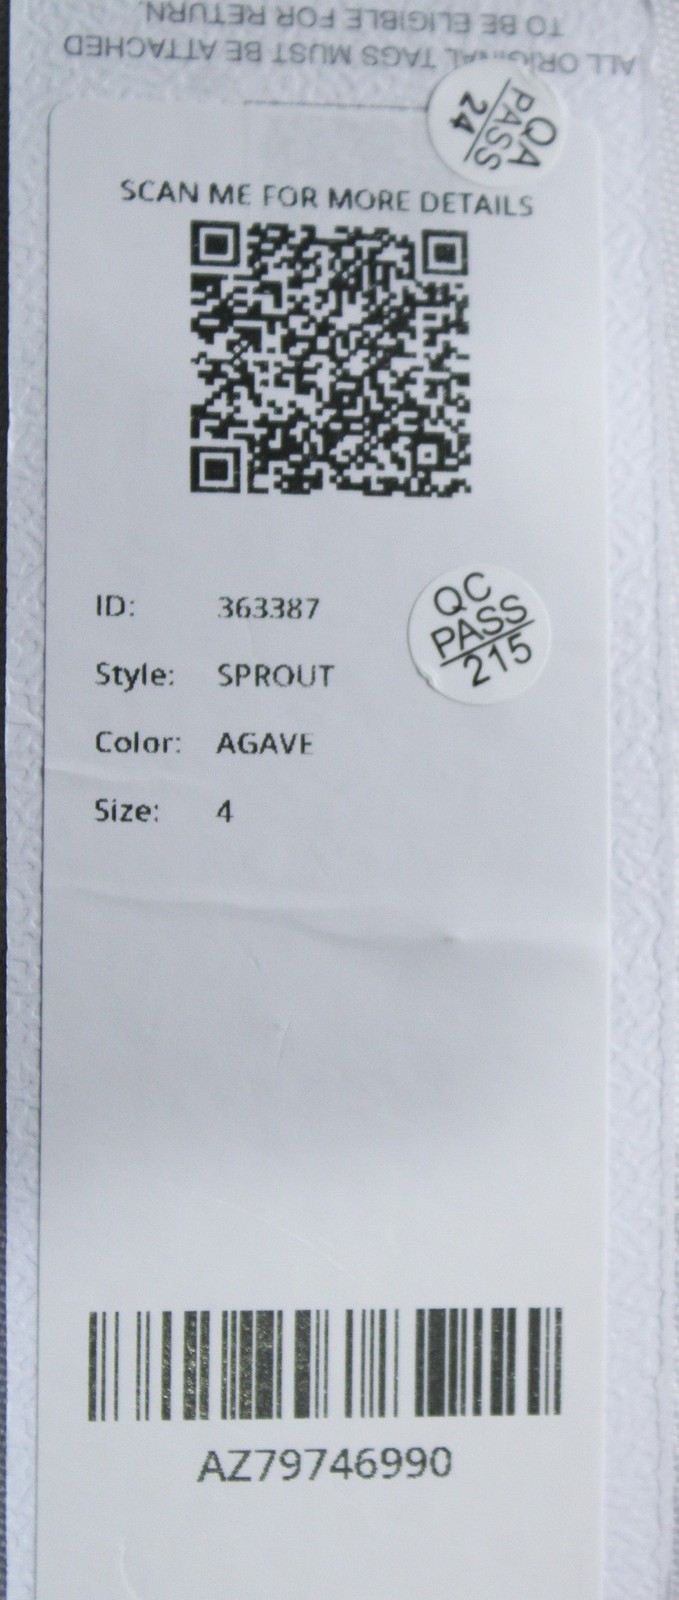 ALL ORIGINAL TAGS MUST BE ATTACHED
TO BE ELIGIBLE FOR RETURN.
QA
PASS
24
SCAN ME FOR MORE DETAILS
ID: 363387
QC
PASS
215
Style: SPROUT
Color: AGAVE
Size: 4
AZ79746990